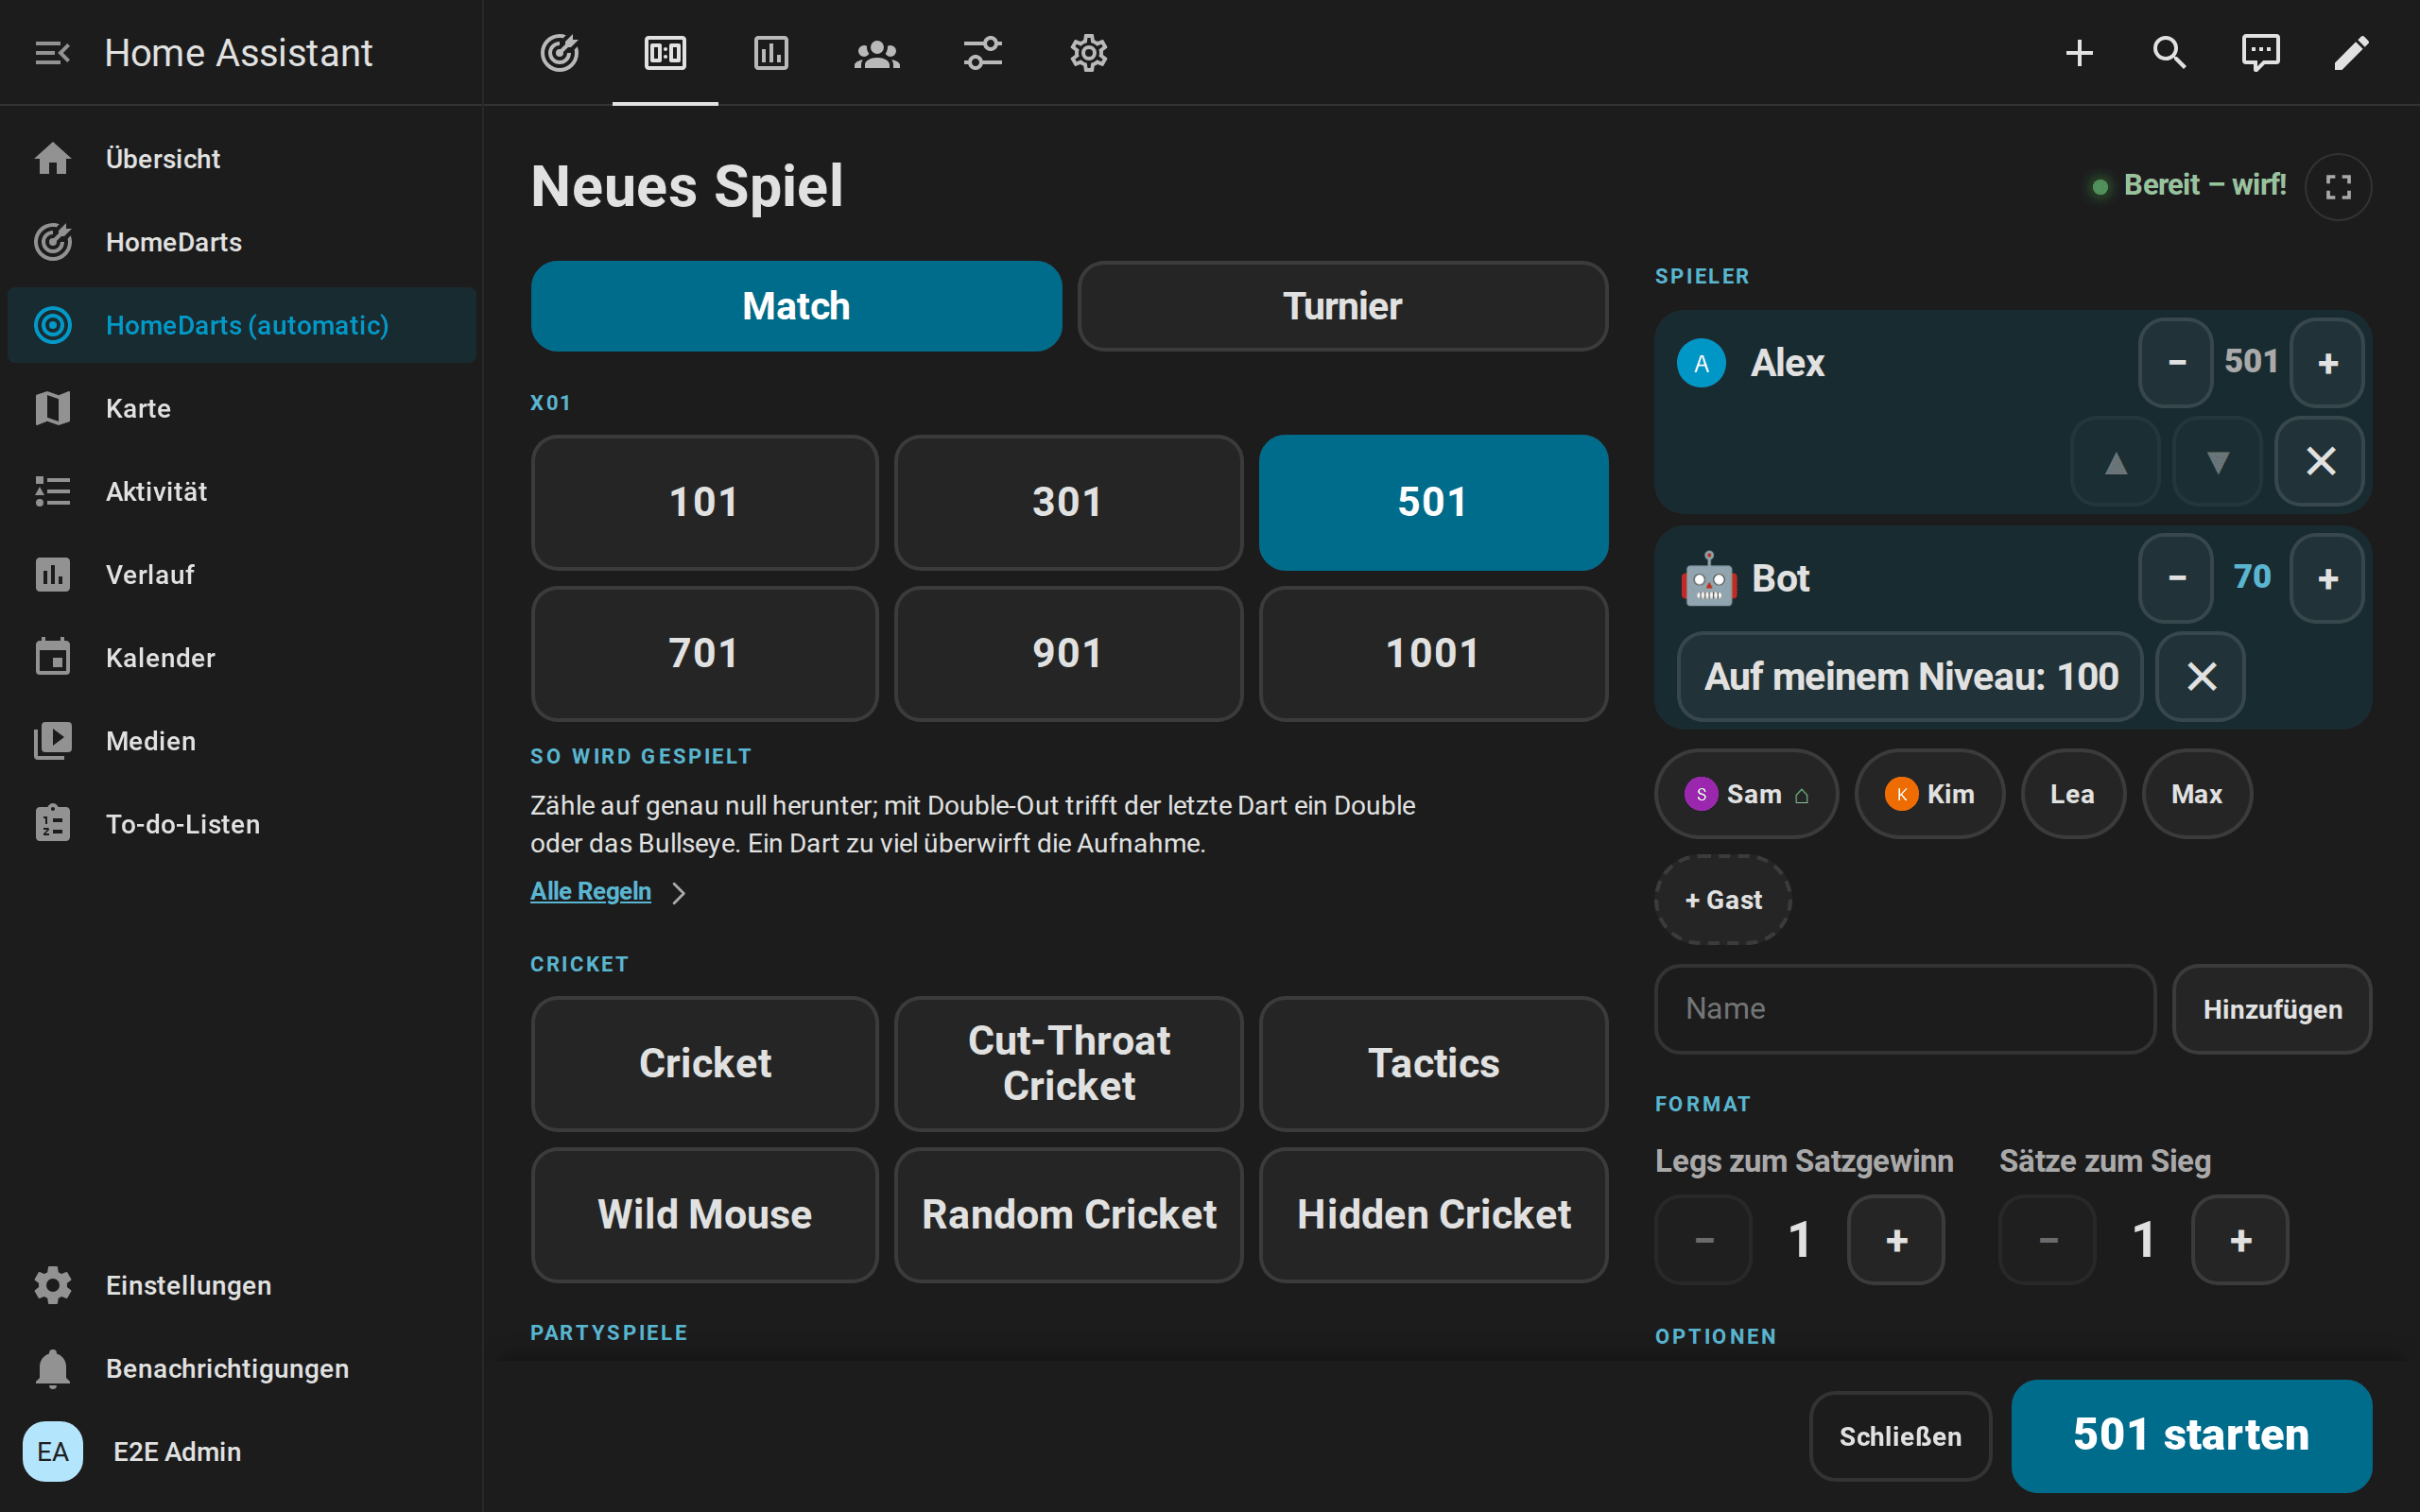 Home Assistant
Übersicht
HomeDarts
HomeDarts (automatic)
Karte
Aktivität
Verlauf
Kalender
Medien
To-do-Listen
Einstellungen
Benachrichtigungen
EA E2E Admin
0:0
Neues Spiel
Bereit – wirf!
Match
Turnier
X01
101
301
501
701
901
1001
SO WIRD GESPIELT
Zähle auf genau null herunter; mit Double-Out trifft der letzte Dart ein Double
oder das Bullseye. Ein Dart zu viel überwirft die Aufnahme.
Alle Regeln
CRICKET
Cricket
Cut-Throat
Cricket
Tactics
Wild Mouse
Random Cricket
Hidden Cricket
PARTYSPIELE
SPIELER
A Alex − 501 +
▲ ▼ ✕
Bot − 70 +
Auf meinem Niveau: 100 ✕
S Sam ⌂
K Kim
Lea
Max
+ Gast
Name
Hinzufügen
FORMAT
Legs zum Satzgewinn
− 1 +
Sätze zum Sieg
− 1 +
OPTIONEN
Schließen
501 starten